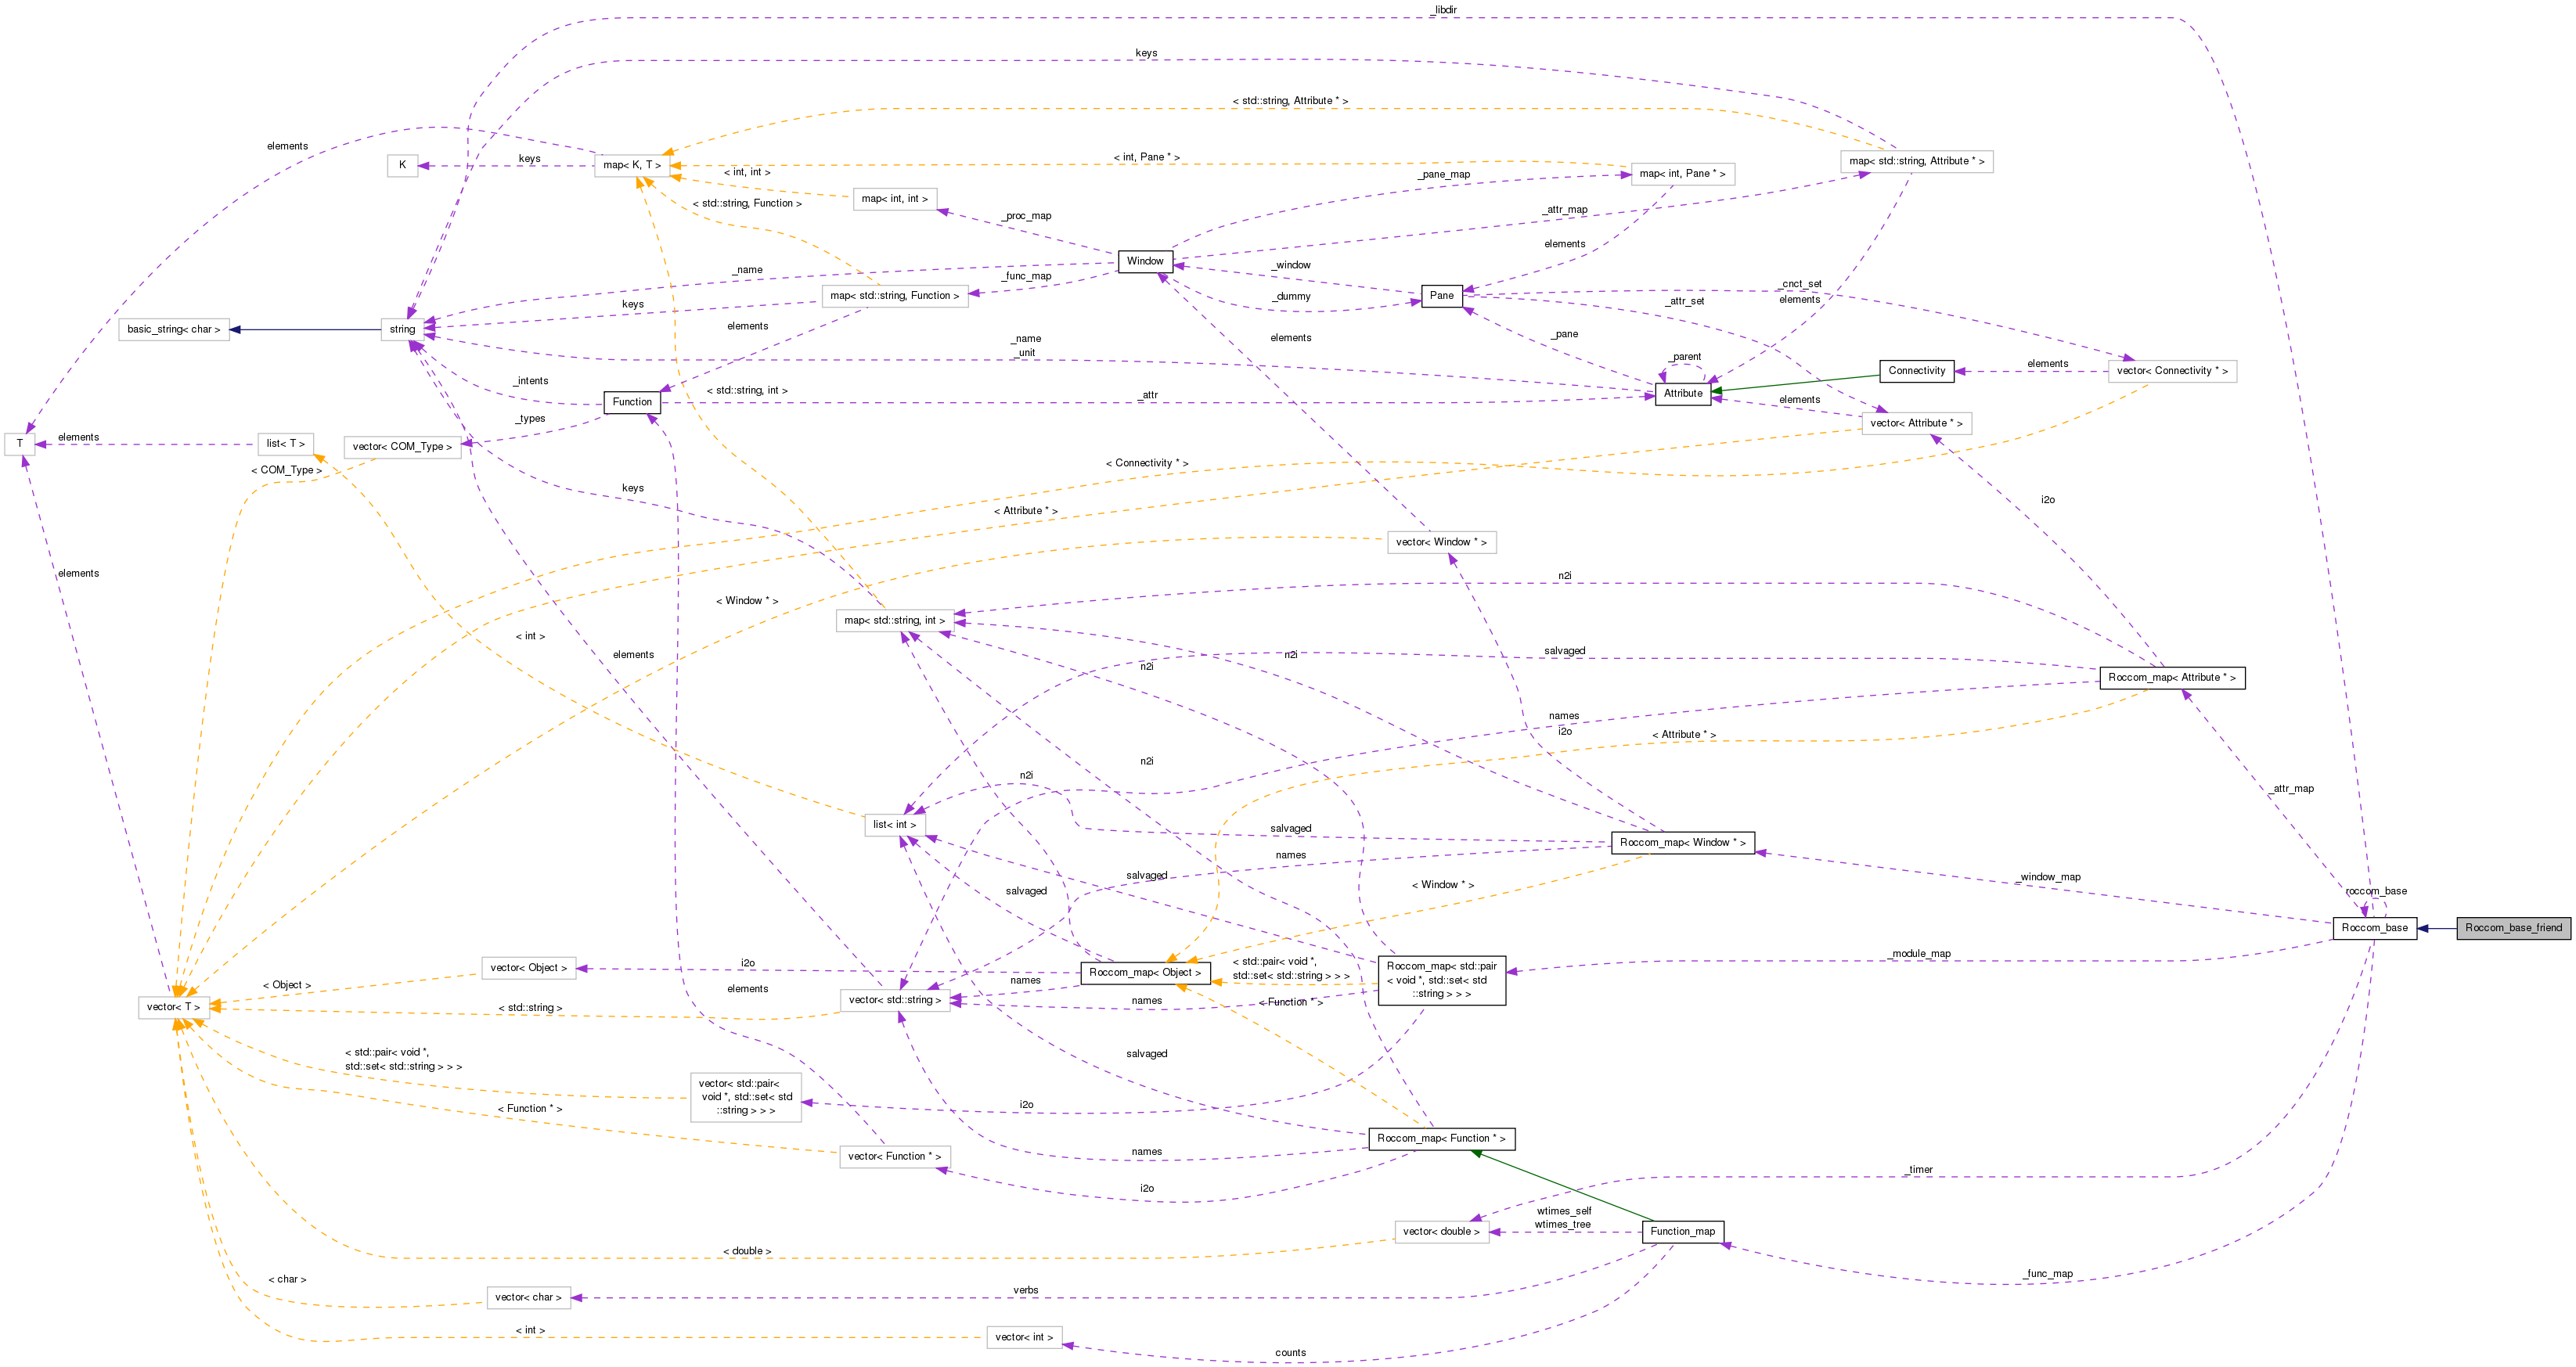 _libdir
keys
< std::string, Attribute * >
elements
K
keys
map< K, T >
< int, Pane * >
< int, int >
map< int, Pane * >
map< std::string, Attribute * >
_pane_map
map< int, int >
< std::string, Function >
_proc_map
_attr_map
elements
Window
_name
_func_map
_window
_dummy
Pane
_cnct_set
_attr_set
elements
map< std::string, Function >
keys
elements
basic_string< char >
string
_name
_unit
elements
_pane
_parent
Connectivity
elements
vector< Connectivity * >
_intents
Function
< std::string, int >
_attr
Attribute
elements
vector< Attribute * >
_types
T
elements
list< T >
vector< COM_Type >
< COM_Type >
< Connectivity * >
keys
< Attribute * >
i2o
vector< Window * >
elements
< Window * >
n2i
map< std::string, int >
< int >
elements
n2i
n2i
salvaged
Roccom_map< Attribute * >
names
i2o
< Attribute * >
n2i
n2i
_attr_map
list< int >
salvaged
Roccom_map< Window * >
names
salvaged
_window_map
< Window * >
salvaged
roccom_base
Roccom_base
Roccom_base_friend
_module_map
vector< Object >
i2o
Roccom_map< Object >
< std::pair< void *,
std::set< std::string > > >
Roccom_map< std::pair
< void *, std::set< std
::string > > >
< Object >
elements
names
vector< T >
< std::string >
vector< std::string >
names
< Function * >
< std::pair< void *,
std::set< std::string > > >
salvaged
vector< std::pair<
void *, std::set< std
::string > > >
i2o
< Function * >
Roccom_map< Function * >
vector< Function * >
names
i2o
_timer
wtimes_self
wtimes_tree
vector< double >
Function_map
< double >
_func_map
< char >
vector< char >
verbs
< int >
vector< int >
counts